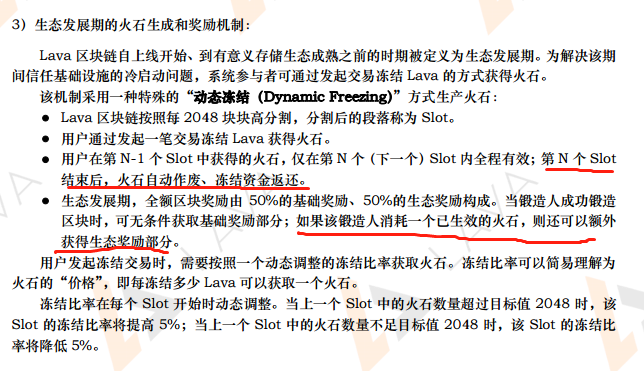 3）生态发展期的火石生成和奖励机制：
Lava 区块链自上线开始、到有意义存储生态成熟之前的时期被定义为生态发展期。为解决该期
间信任基础设施的冷启动问题，系统参与者可通过发起交易冻结 Lava 的方式获得火石。
该机制采用一种特殊的“动态冻结（Dynamic Freezing)”方式生产火石：
● Lava 区块链按照每 2048 块块高分割，分割后的段落称为 Slot。
● 用户通过发起一笔交易冻结 Lava 获得火石。
● 用户在第 N-1 个 Slot 中获得的火石，仅在第 N 个（下一个）Slot 内全程有效；第 N 个 Slot
结束后，火石自动作废、冻结资金返还。
● 生态发展期，全额区块奖励由 50%的基础奖励、50%的生态奖励构成。当锻造人成功锻造
区块时，可无条件获取基础奖励部分；如果该锻造人消耗一个已生效的火石，则还可以额外
获得生态奖励部分。
用户发起冻结交易时，需要按照一个动态调整的冻结比率获取火石。冻结比率可以简易理解为
火石的“价格”，即每冻结多少 Lava 可以获取一个火石。
冻结比率在每个 Slot 开始时动态调整。当上一个 Slot 中的火石数量超过目标值 2048 时，该
Slot 的冻结比率将提高 5%；当上一个 Slot 中的火石数量不足目标值 2048 时，该 Slot 的冻结比
率将降低 5%。
LAVA